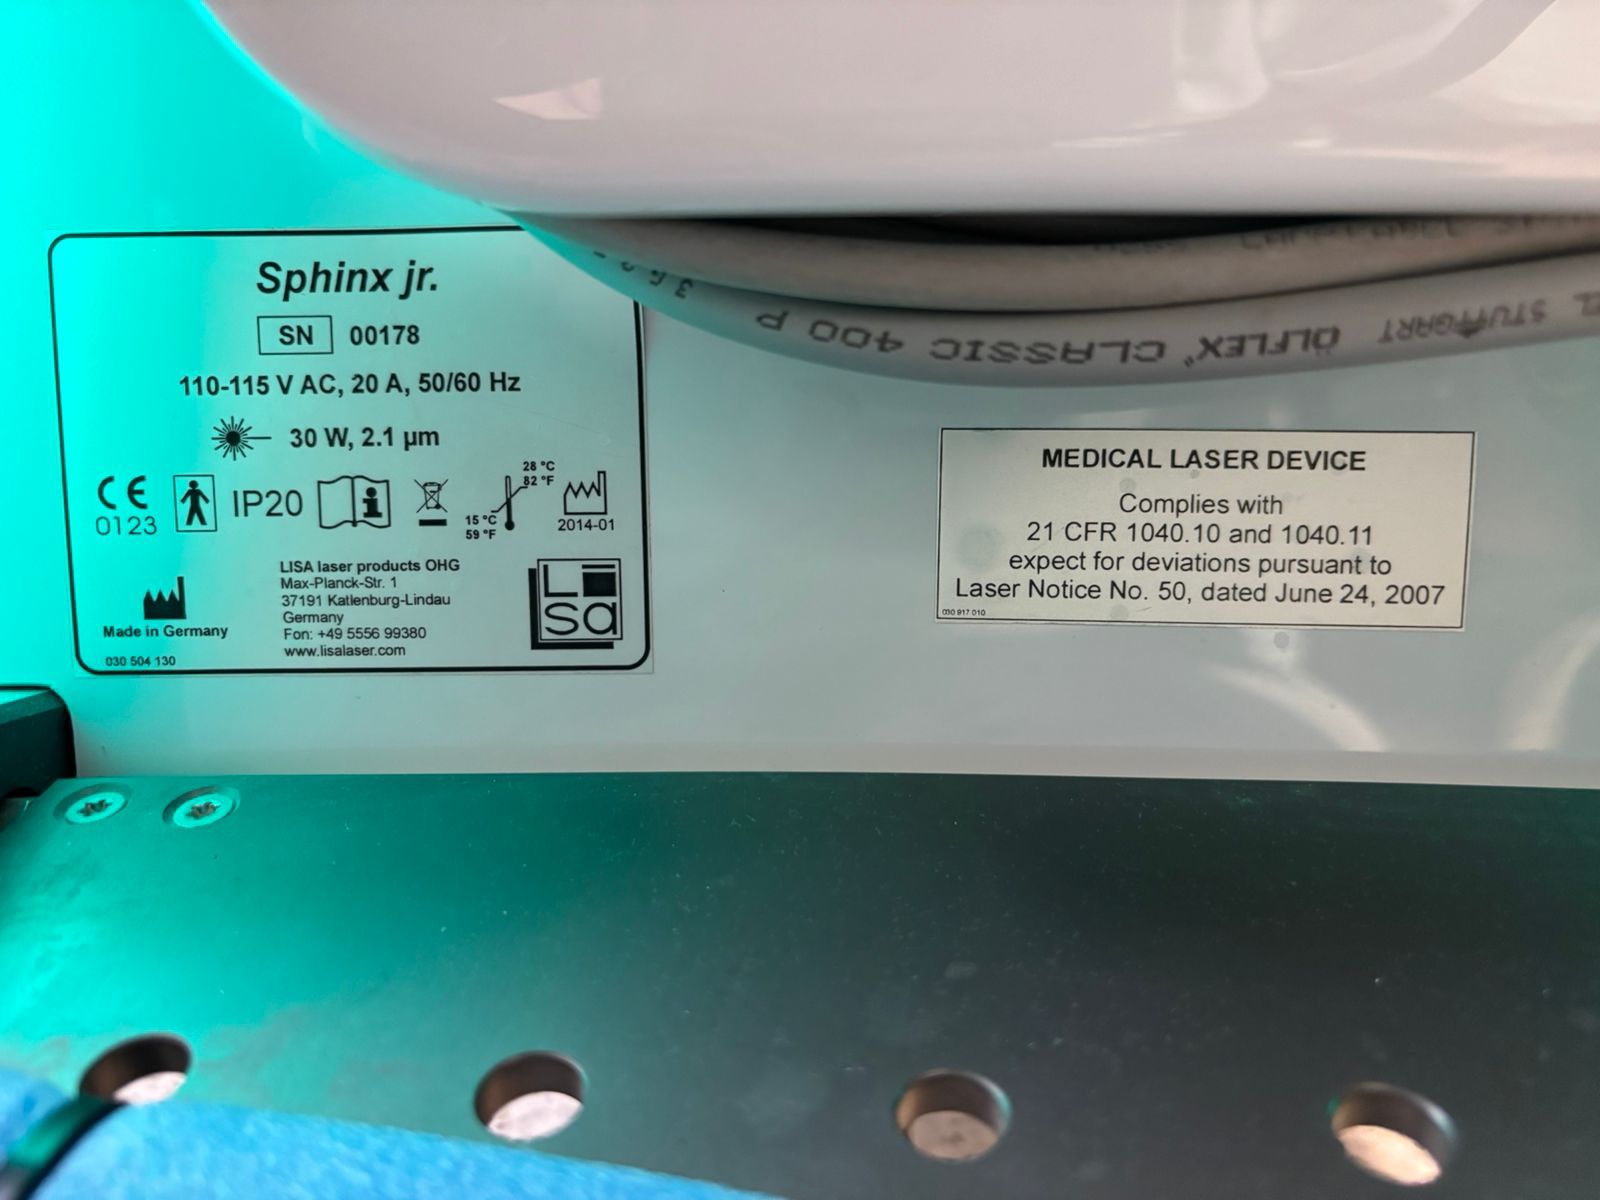 Sphinx jr.
SN 00178
110-115 V AC, 20 A, 50/60 Hz
30 W, 2.1 µm
28 °C
82 °F
CE
0123
IP20
i
15 °C
59 °F
2014-01
LISA laser products OHG
Max-Planck-Str. 1
37191 Katlenburg-Lindau
Germany
Fon: +49 5556 99380
www.lisalaser.com
Made in Germany
030 504 130
LiSa
ÖLFLEX® CLASSIC 400 P
STUTTGART
MEDICAL LASER DEVICE
Complies with
21 CFR 1040.10 and 1040.11
expect for deviations pursuant to
Laser Notice No. 50, dated June 24, 2007
030 917 010